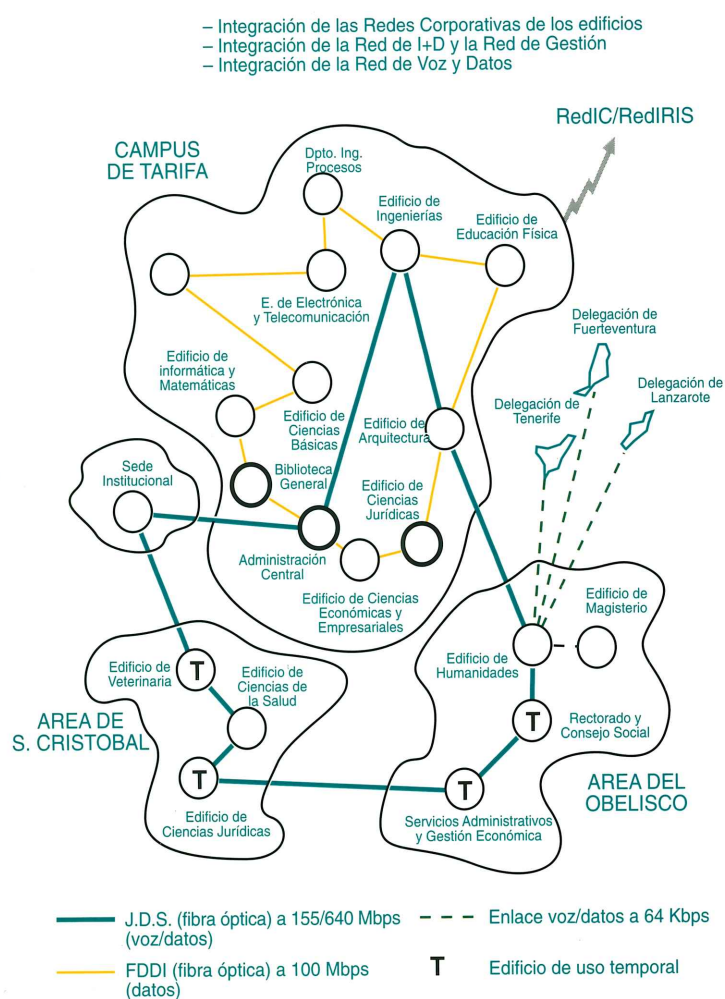 – Integración de las Redes Corporativas de los edificios
– Integración de la Red de I+D y la Red de Gestión
– Integración de la Red de Voz y Datos
RedIC/RedIRIS
CAMPUS
DE TARIFA
Dpto. Ing.
Procesos
Edificio de
Ingenierías
Edificio de
Educación Física
E. de Electrónica
y Telecomunicación
Delegación de
Fuerteventura
Delegación de
Lanzarote
Delegación de
Tenerife
Edificio de
informática y
Matemáticas
Edificio de
Ciencias
Básicas
Edificio de
Arquitectura
Biblioteca
General
Sede
Institucional
Edificio de
Ciencias
Jurídicas
Administración
Central
Edificio de Ciencias
Económicas y
Empresariales
Edificio de
Magisterio
Edificio de
Humanidades
Edificio de
Veterinaria
T
Edificio de
Ciencias de
la Salud
AREA DE
S. CRISTOBAL
T
Rectorado y
Consejo Social
T
Edificio de
Ciencias Jurídicas
T
Servicios Administrativos
y Gestión Económica
AREA DEL
OBELISCO
J.D.S. (fibra óptica) a 155/640 Mbps
(voz/datos)
Enlace voz/datos a 64 Kbps
FDDI (fibra óptica) a 100 Mbps
(datos)
T Edificio de uso temporal